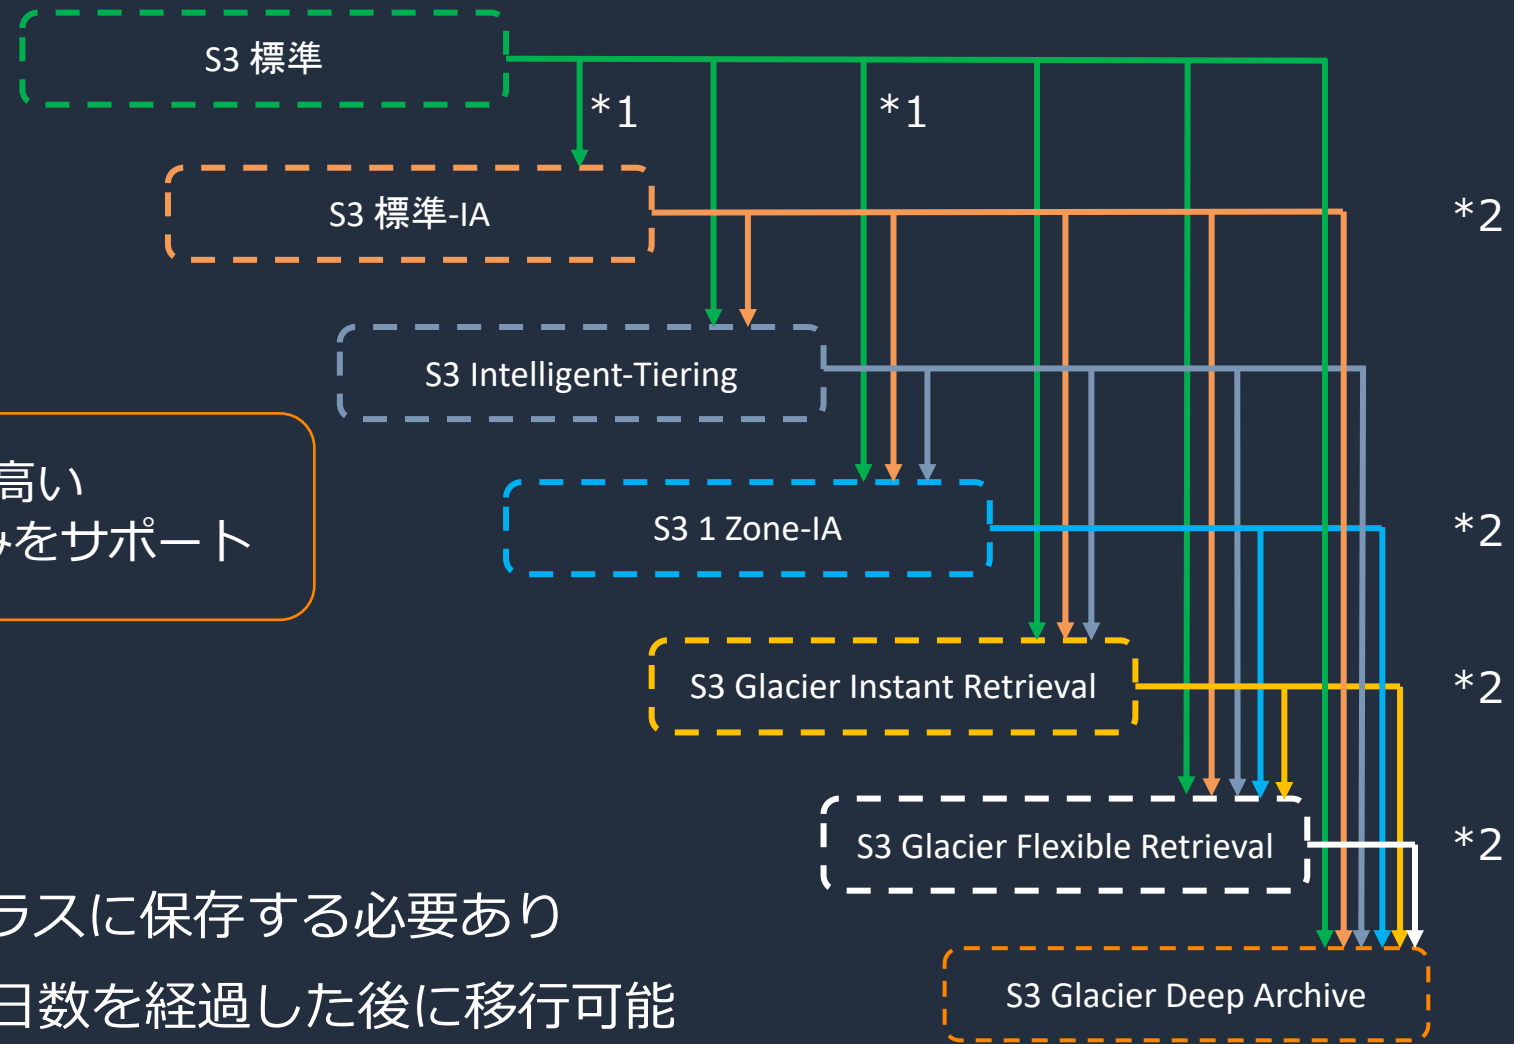 S3 標準
*1
*1
S3 標準-IA
*2
S3 Intelligent-Tiering
高い
みをサポート
S3 1 Zone-IA
*2
S3 Glacier Instant Retrieval
*2
S3 Glacier Flexible Retrieval
*2
ラスに保存する必要あり
日数を経過した後に移行可能
S3 Glacier Deep Archive